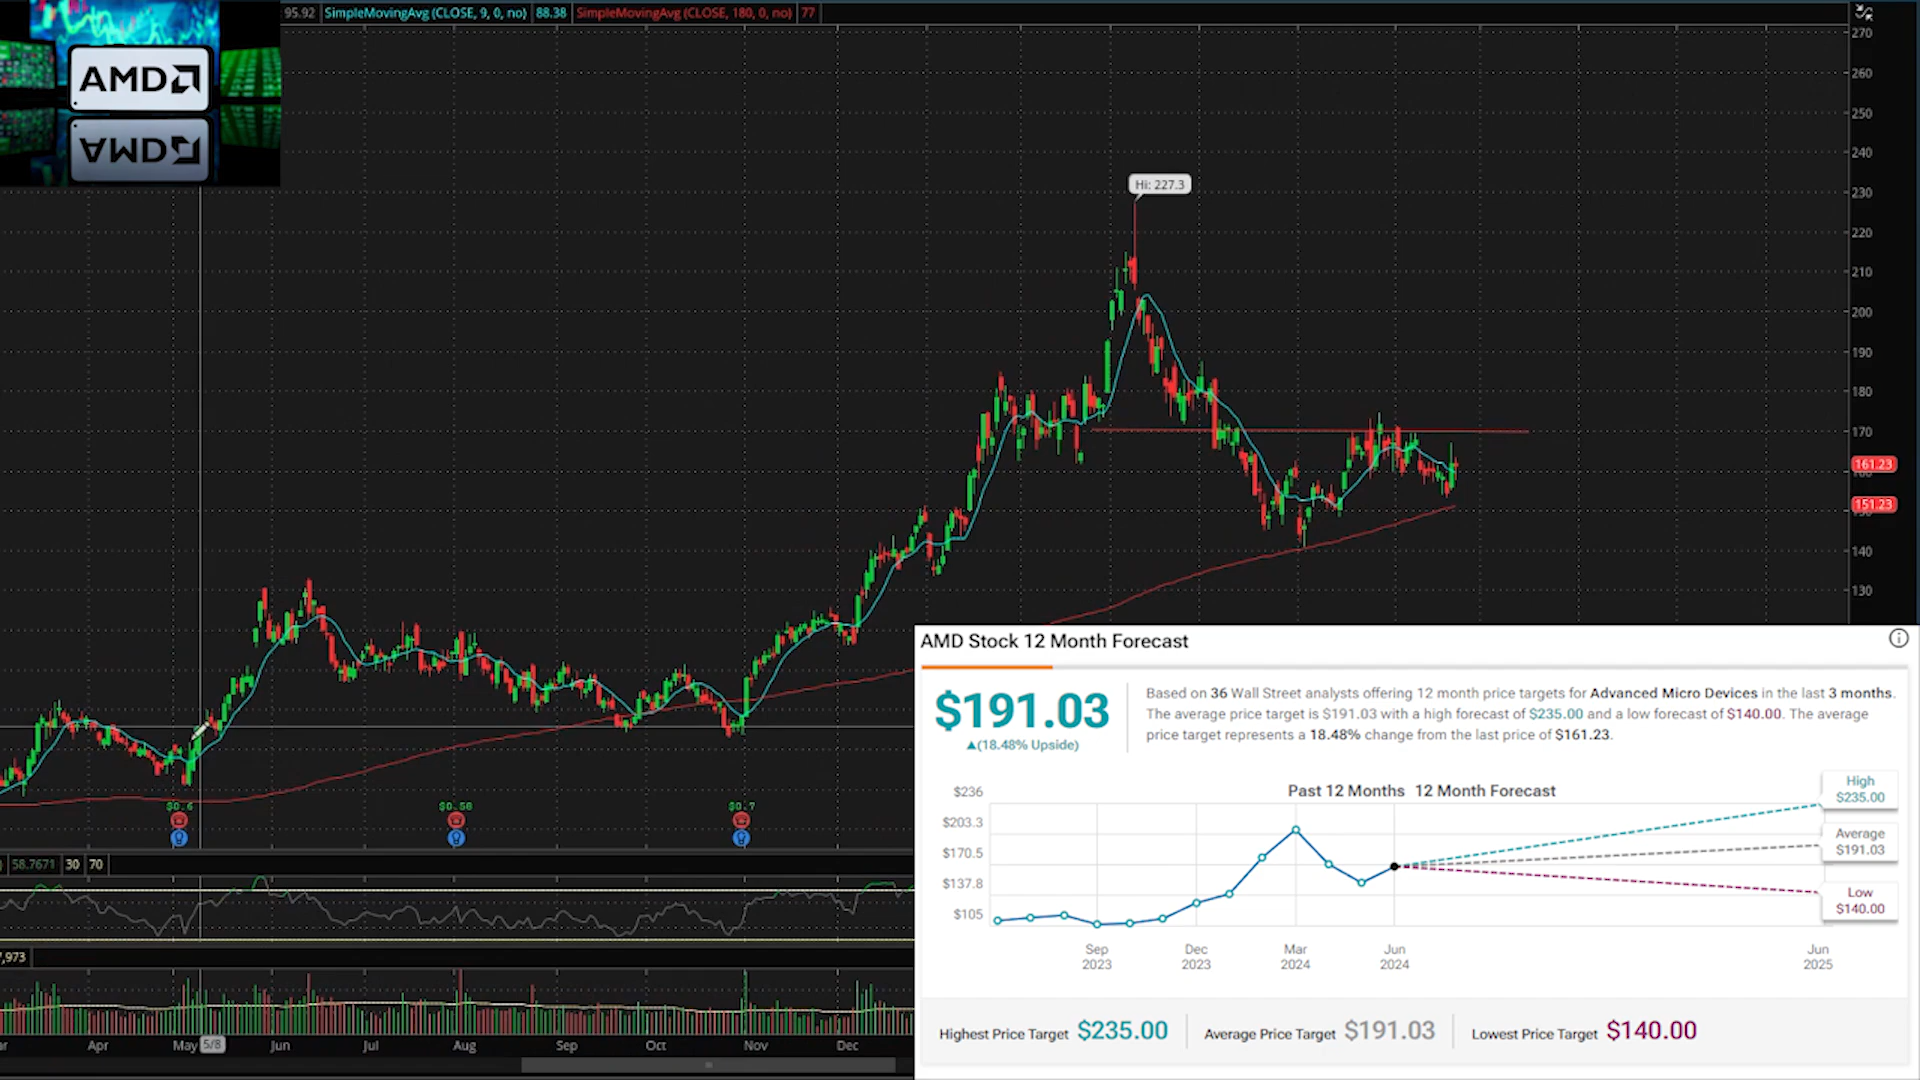 95.92 SimpleMovingAvg (CLOSE, 9, 0, no) 88.38 SimpleMovingAvg (CLOSE, 180, 0, no) 77
AMD
AMD
270
260
250
240
230
220
210
200
190
180
170
161.23
151.23
140
130
Hi: 227.3
$0.6
$0.58
$0.7
58.7671 30 70
,973
Apr May 5/8 Jun Jul Aug Sep Oct Nov Dec
AMD Stock 12 Month Forecast
$191.03
▲(18.48% Upside)
Based on 36 Wall Street analysts offering 12 month price targets for Advanced Micro Devices in the last 3 months.
The average price target is $191.03 with a high forecast of $235.00 and a low forecast of $140.00. The average
price target represents a 18.48% change from the last price of $161.23.
Past 12 Months 12 Month Forecast
$236
$203.3
$170.5
$137.8
$105
High
$235.00
Average
$191.03
Low
$140.00
Sep Dec Mar Jun Jun
2023 2023 2024 2024 2025
Highest Price Target $235.00 Average Price Target $191.03 Lowest Price Target $140.00